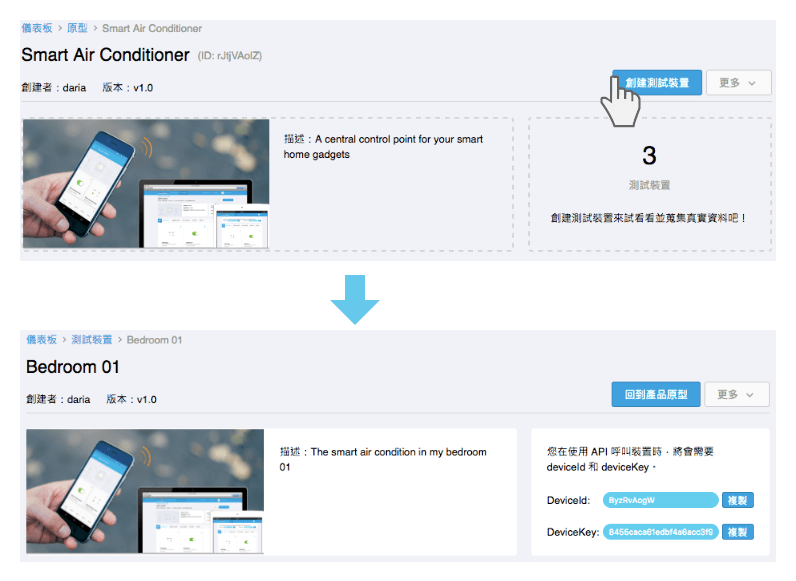 儀表板 > 原型 > Smart Air Conditioner
Smart Air Conditioner (ID: rJtjVAolZ)
創建者：daria 版本：v1.0
創建測試裝置 更多
描述：A central control point for your smart
home gadgets
3
測試裝置
創建測試裝置來試看看並蒐集真實資料吧！
儀表板 > 測試裝置 > Bedroom 01
Bedroom 01
創建者：daria 版本：v1.0
回到產品原型 更多
描述：The smart air condition in my bedroom
01
您在使用 API 呼叫裝置時，將會需要
deviceId 和 deviceKey。
DeviceId: ByzRvAogW 複製
DeviceKey: 8455caca61edbf4a6acc3f9 複製